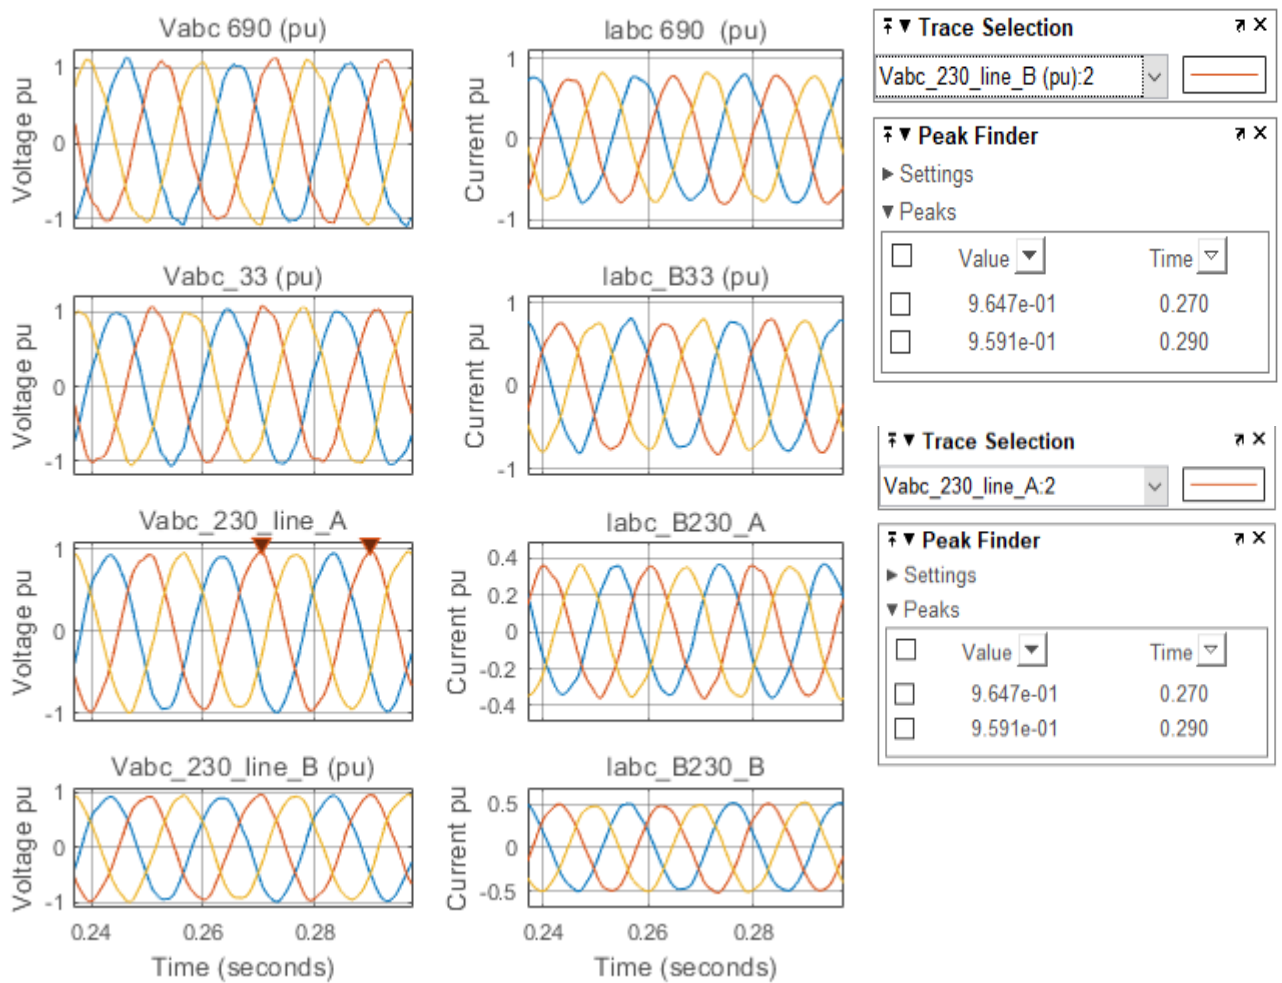 Vabc 690 (pu)
Voltage pu
1
0
-1
Iabc 690 (pu)
Current pu
1
0
-1
Vabc_33 (pu)
Voltage pu
1
0
-1
Iabc_B33 (pu)
Current pu
1
0
-1
Vabc_230_line_A
Voltage pu
1
0
-1
Iabc_B230_A
Current pu
0.4
0.2
0
-0.2
-0.4
Vabc_230_line_B (pu)
Voltage pu
1
0
-1
0.24 0.26 0.28
Time (seconds)
Iabc_B230_B
Current pu
0.5
0
-0.5
0.24 0.26 0.28
Time (seconds)
Trace Selection
Vabc_230_line_B (pu):2
Peak Finder
Settings
Peaks
Value Time
9.647e-01 0.270
9.591e-01 0.290
Trace Selection
Vabc_230_line_A:2
Peak Finder
Settings
Peaks
Value Time
9.647e-01 0.270
9.591e-01 0.290